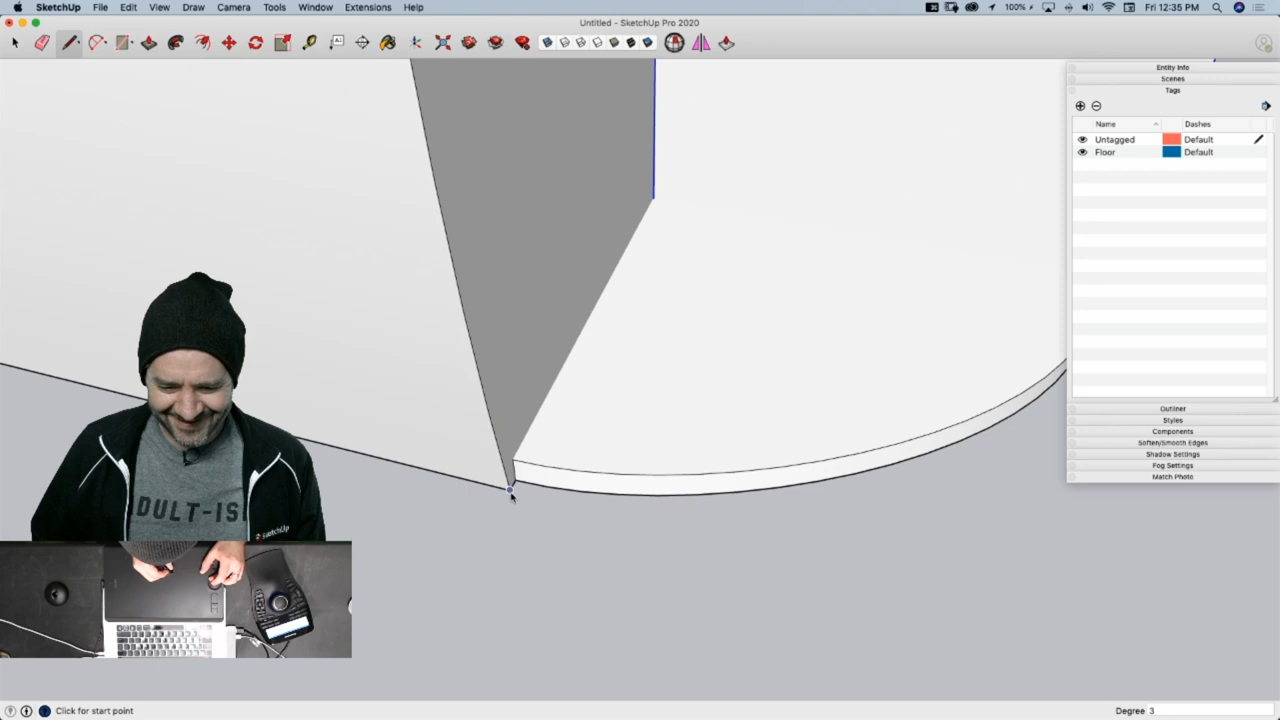 SketchUp File Edit View Draw Camera Tools Window Extensions Help
100%
Fri 12:35 PM
Untitled - SketchUp Pro 2020
Entity Info
Scenes
Tags
Name Dashes
Untagged Default
Floor Default
Outliner
Styles
Components
Soften/Smooth Edges
Shadow Settings
Fog Settings
Match Photo
DULT-IS
SketchUp
Click for start point
Degree 3